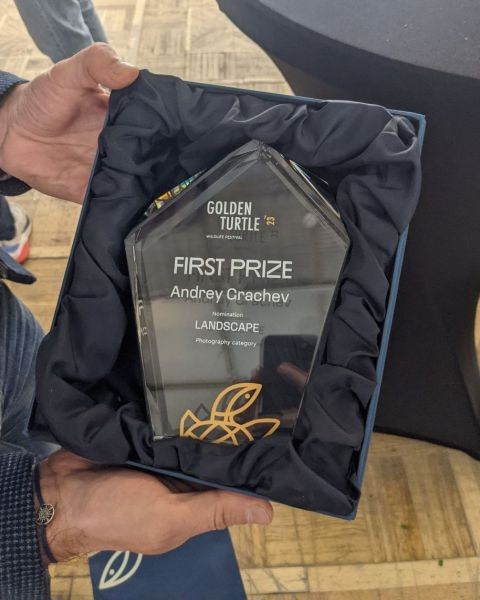 GOLDEN
TURTLE '23
WILDLIFE FESTIVAL
FIRST PRIZE
Andrey Grachev
nomination
LANDSCAPE
Photography category